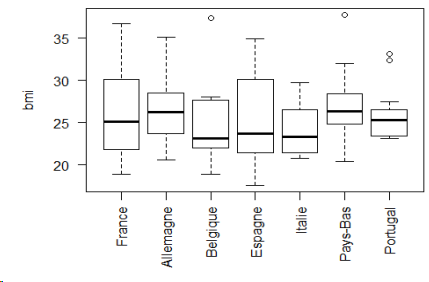 bmi
35
30
25
20
France
Allemagne
Belgique
Espagne
Italie
Pays-Bas
Portugal